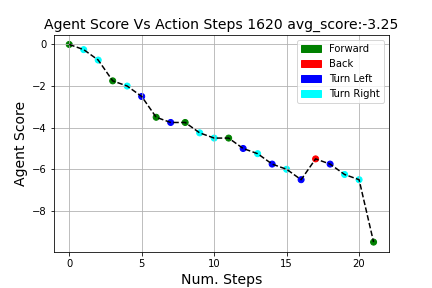 Agent Score Vs Action Steps 1620 avg_score:-3.25
Forward
Back
Turn Left
Turn Right
Agent Score
0
−2
−4
−6
−8
0 5 10 15 20
Num. Steps